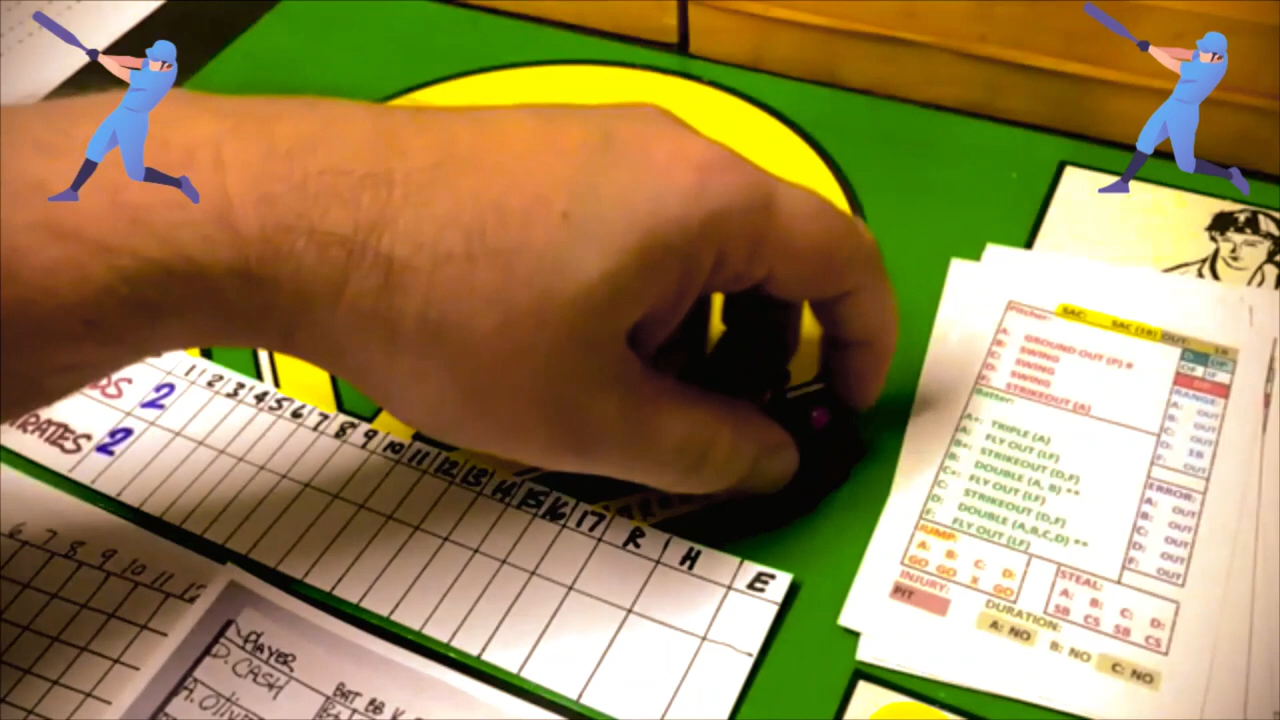 1 2 3 4 5 6 7 8 9 10 11 12 13 14 15 16 17 R H E
DS 2
RATES 2
6 7 8 9 10 11 12
PLAYER
D. CASH
BAT BB K
SAC: SAC (1B) OUT: 1B
Pitcher:
A: GROUND OUT (P) #
B: SWING
C: SWING
D: SWING
F: STRIKEOUT (A)
Batter:
A+: TRIPLE (A)
A: FLY OUT (LF)
B+: STRIKEOUT (D,F)
B: DOUBLE (A, B) **
C+: FLY OUT (LF)
C: STRIKEOUT (D,F)
D: DOUBLE (A,B,C,D) **
F: FLY OUT (LF)
RANGE:
A: OUT
B: OUT
C: OUT
D: 1B
F: OUT
ERROR:
A: OUT
B: OUT
C: OUT
D: OUT
F: OUT
JUMP:
A: B: C: D:
GO GO X GO
STEAL:
A: B: C: D:
SB CS SB CS
INJURY:
PIT
DURATION:
A: NO B: NO C: NO